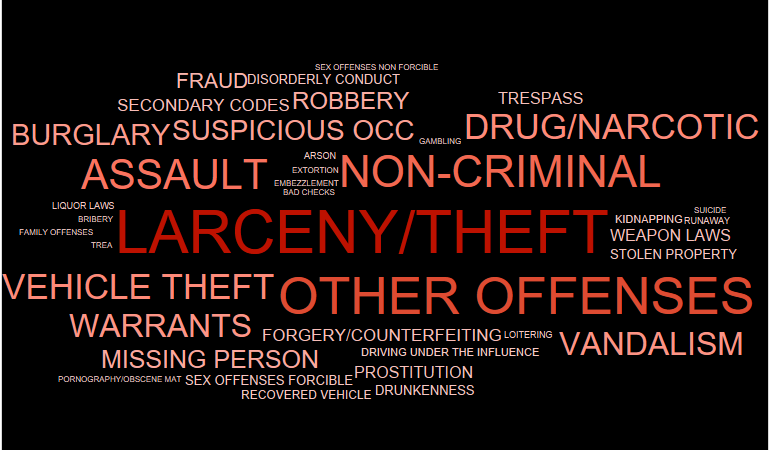 SEX OFFENSES NON FORCIBLE
FRAUD DISORDERLY CONDUCT
SECONDARY CODES ROBBERY TRESPASS
BURGLARY SUSPICIOUS OCC GAMBLING DRUG/NARCOTIC
ARSON
ASSAULT EXTORTION NON-CRIMINAL
EMBEZZLEMENT
BAD CHECKS
LIQUOR LAWS
BRIBERY
FAMILY OFFENSES
TREA
LARCENY/THEFT
SUICIDE
KIDNAPPING RUNAWAY
WEAPON LAWS
STOLEN PROPERTY
VEHICLE THEFT OTHER OFFENSES
WARRANTS FORGERY/COUNTERFEITING LOITERING VANDALISM
MISSING PERSON DRIVING UNDER THE INFLUENCE
PORNOGRAPHY/OBSCENE MAT SEX OFFENSES FORCIBLE PROSTITUTION
RECOVERED VEHICLE DRUNKENNESS